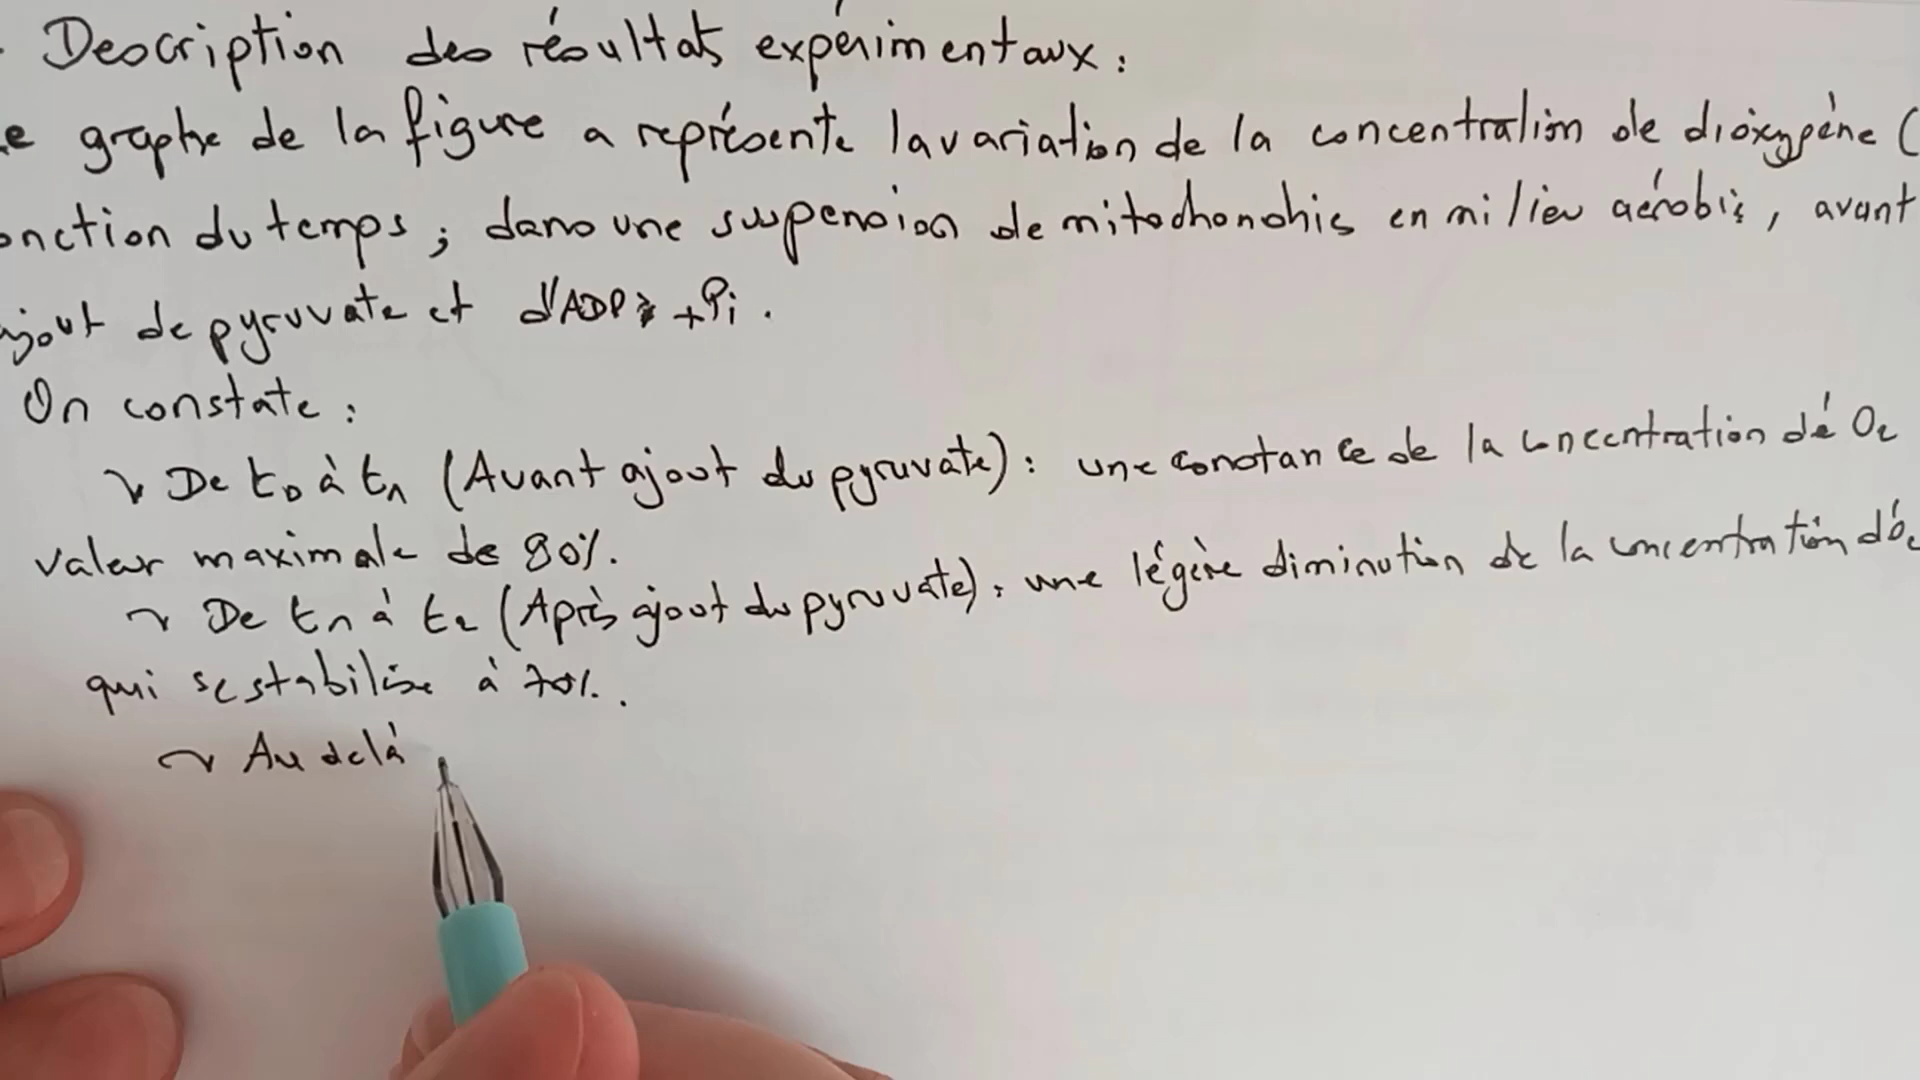 Description des résultats expérimentaux :
e graphe de la figure a représente la variation de la concentration de dioxygène (
onction du temps, dans une suspension de mitochondries en milieu aérobie, avant
ajout de pyruvate et d'ADP + Pi.
On constate :
De t0 à t1 (Avant ajout du pyruvate) : une constance de la concentration de O2
valeur maximale de 80%.
De t1 à t2 (Après ajout du pyruvate) : une légère diminution de la concentration d'O2
qui se stabilise à 70%.
Au delà